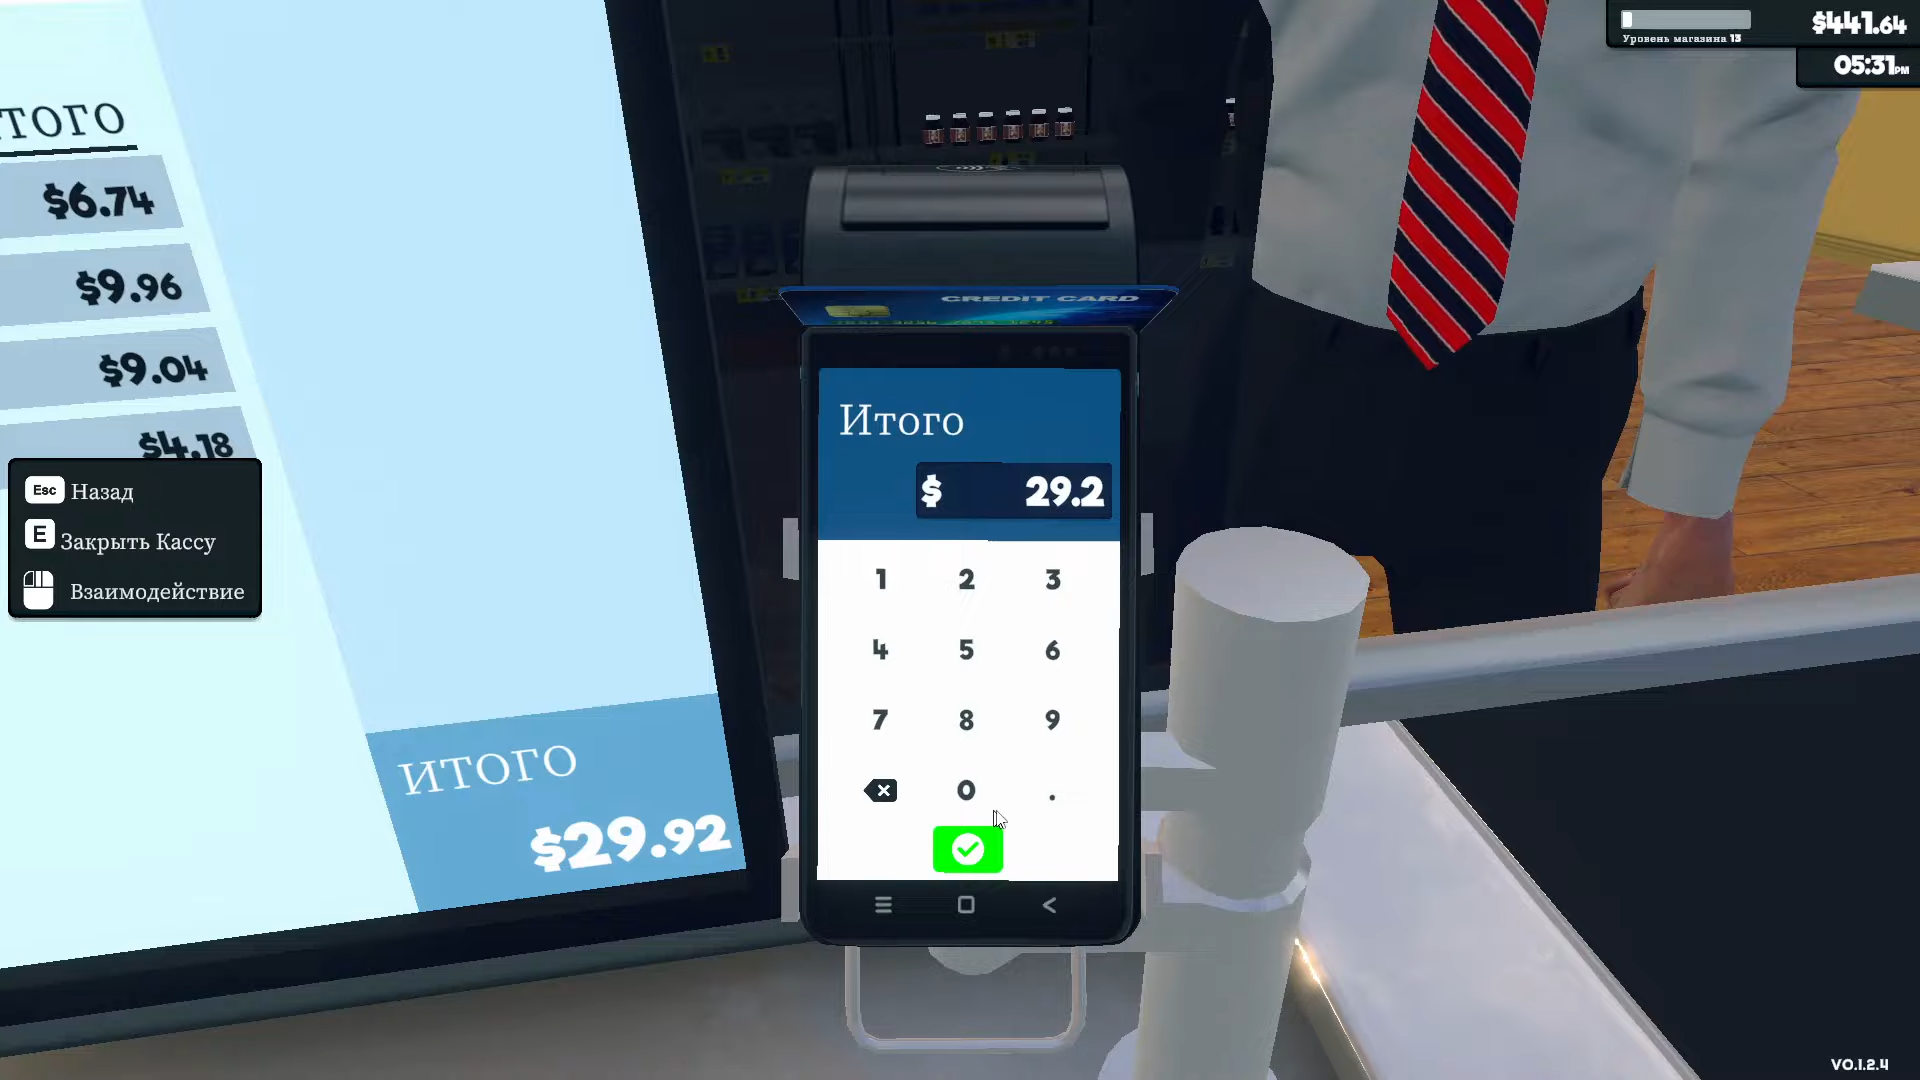 $441.64
Уровень магазина 13
05:31PM
ТОГО
$6.74
$9.96
$9.04
$4.18
CREDIT CARD
Итого
$ 29.2
1 2 3
4 5 6
7 8 9
0 .
Esc Назад
E Закрыть Кассу
Взаимодействие
ИТОГО
$29.92
V0.1.2.4